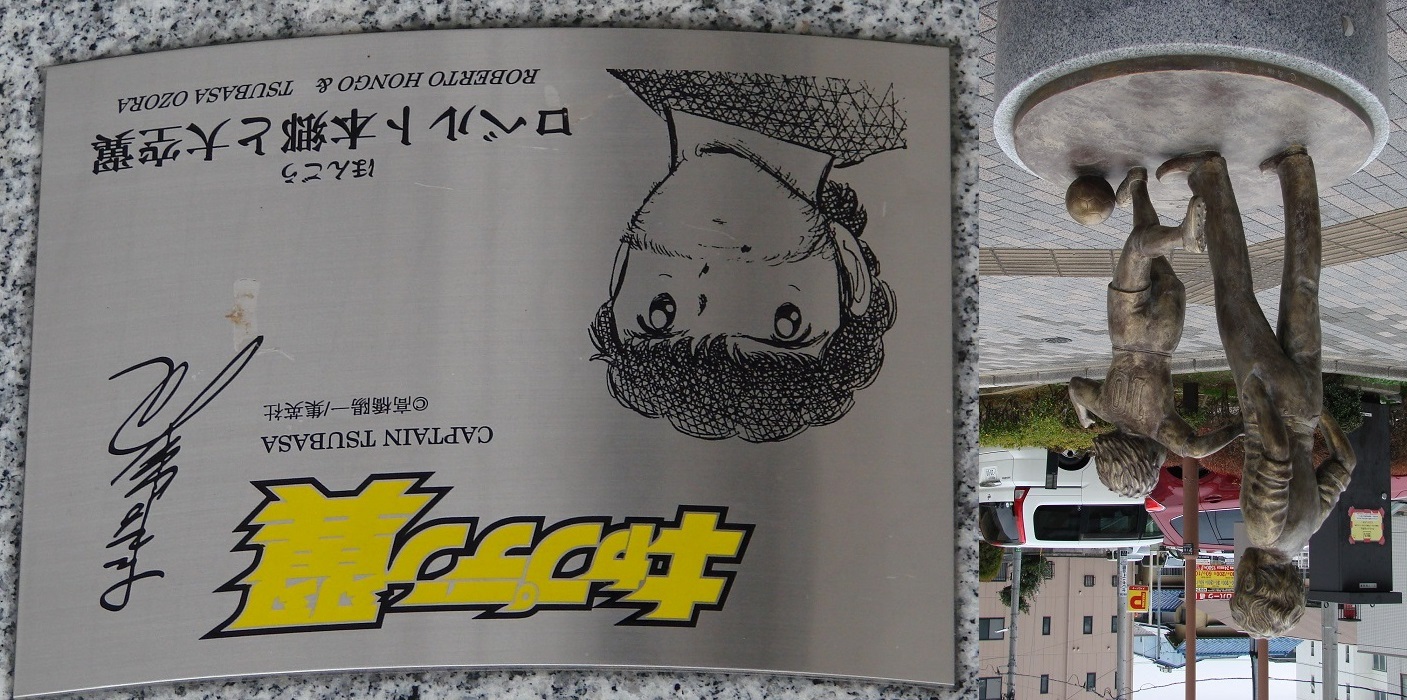 キャプテン翼
CAPTAIN TSUBASA
©高橋陽一/集英社
ほんごう
ロベルト本郷と大空翼
ROBERTO HONGO & TSUBASA OZORA